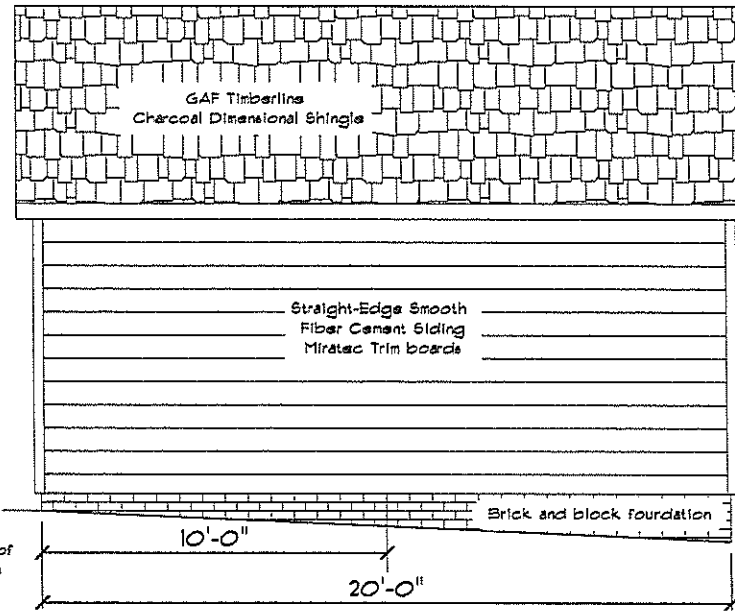 GAF Timberline
Charcoal Dimensional Shingle
Straight-Edge Smooth
Fiber Cement Siding
Miratec Trim boards
Brick and block foundation
10'-0"
of
20'-0"